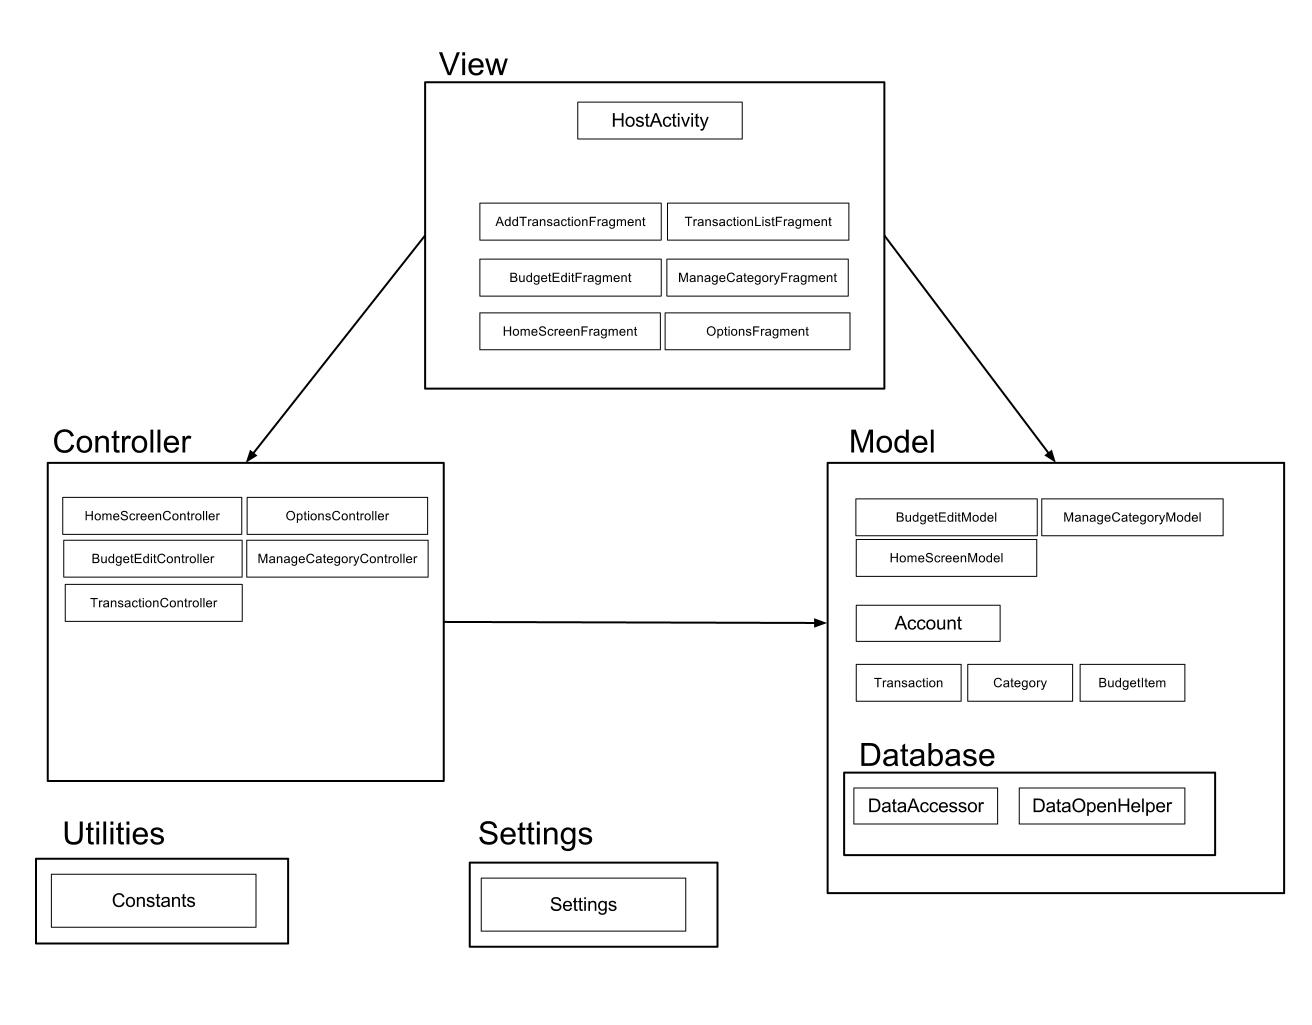 View
HostActivity
AddTransactionFragment
TransactionListFragment
BudgetEditFragment
ManageCategoryFragment
HomeScreenFragment
OptionsFragment
Controller
HomeScreenController
OptionsController
BudgetEditController
ManageCategoryController
TransactionController
Model
BudgetEditModel
ManageCategoryModel
HomeScreenModel
Account
Transaction
Category
BudgetItem
Database
DataAccessor
DataOpenHelper
Utilities
Constants
Settings
Settings